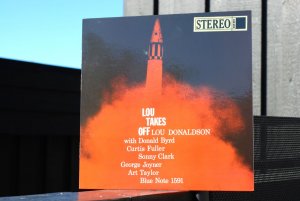 STEREO
LOU
TAKES
OFF LOU DONALDSON
with Donald Byrd
Curtis Fuller
Sonny Clark
George Joyner
Art Taylor
Blue Note 1591